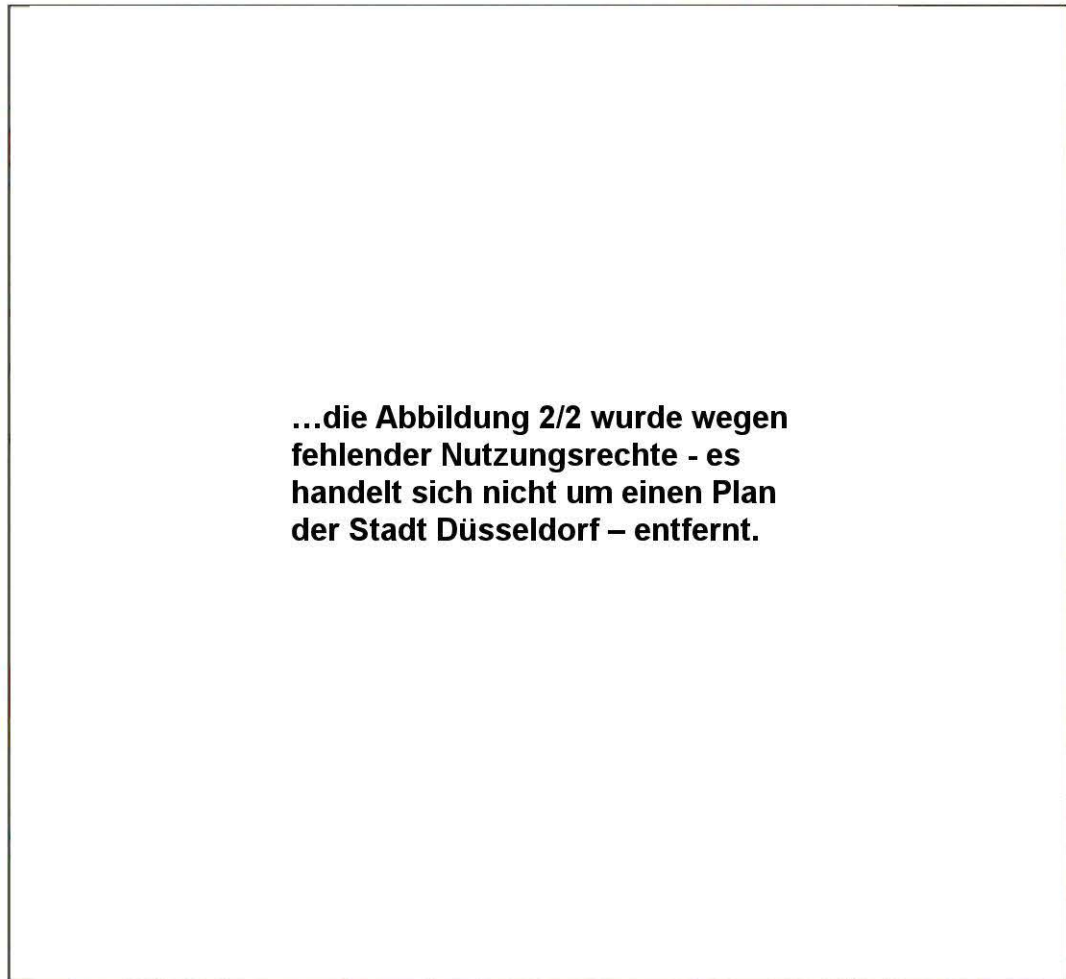 …die Abbildung 2/2 wurde wegen
fehlender Nutzungsrechte - es
handelt sich nicht um einen Plan
der Stadt Düsseldorf – entfernt.